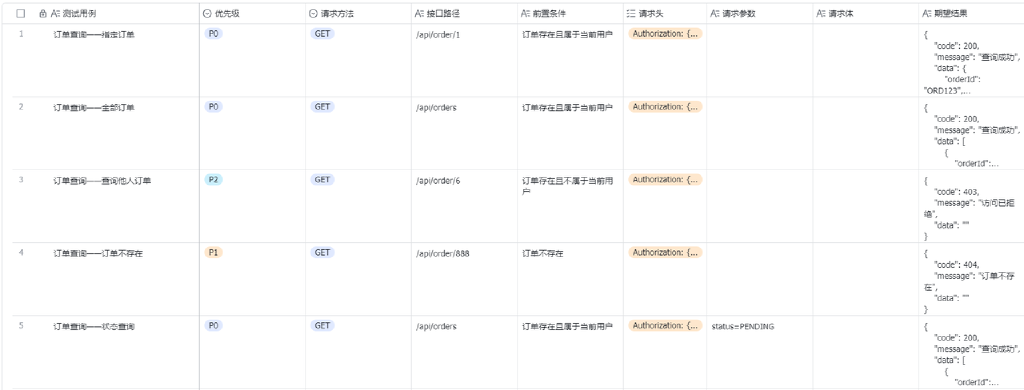 测试用例 优先级 请求方法 接口路径 前置条件 请求头 请求参数 请求体 期望结果
1 订单查询——指定订单 P0 GET /api/order/1 订单存在且属于当前用户 Authorization: {... {
"code": 200,
"message": "查询成功",
"data": {
"orderId":
"ORD123",...
2 订单查询——全部订单 P0 GET /api/orders 订单存在且属于当前用户 Authorization: {... {
"code": 200,
"message": "查询成功",
"data": [
{
"orderId":...
3 订单查询——查询他人订单 P2 GET /api/order/6 订单存在且不属于当前用 Authorization: {... {
户 "code": 403,
"message": "访问已拒
绝",
"data": ""
}
4 订单查询——订单不存在 P1 GET /api/order/888 订单不存在 Authorization: {... {
"code": 404,
"message": "订单不存
在",
"data": ""
}
5 订单查询——状态查询 P0 GET /api/orders 订单存在且属于当前用户 Authorization: {... status=PENDING {
"code": 200,
"message": "查询成功",
"data": [
{
"orderId":...